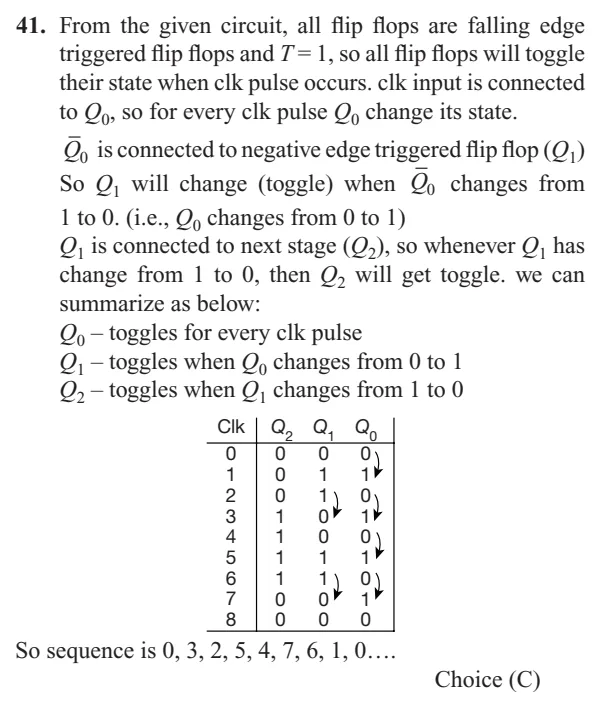 41. From the given circuit, all flip flops are falling edge
triggered flip flops and T = 1, so all flip flops will toggle
their state when clk pulse occurs. clk input is connected
to Q₀, so for every clk pulse Q₀ change its state.
Q̅₀ is connected to negative edge triggered flip flop (Q₁)
So Q₁ will change (toggle) when Q̅₀ changes from
1 to 0. (i.e., Q₀ changes from 0 to 1)
Q₁ is connected to next stage (Q₂), so whenever Q₁ has
change from 1 to 0, then Q₂ will get toggle. we can
summarize as below:
Q₀ – toggles for every clk pulse
Q₁ – toggles when Q₀ changes from 0 to 1
Q₂ – toggles when Q₁ changes from 1 to 0
Clk Q₂ Q₁ Q₀
0 0 0 0
1 0 1 1
2 0 1 0
3 1 0 1
4 1 0 0
5 1 1 1
6 1 1 0
7 0 0 1
8 0 0 0
So sequence is 0, 3, 2, 5, 4, 7, 6, 1, 0….
Choice (C)